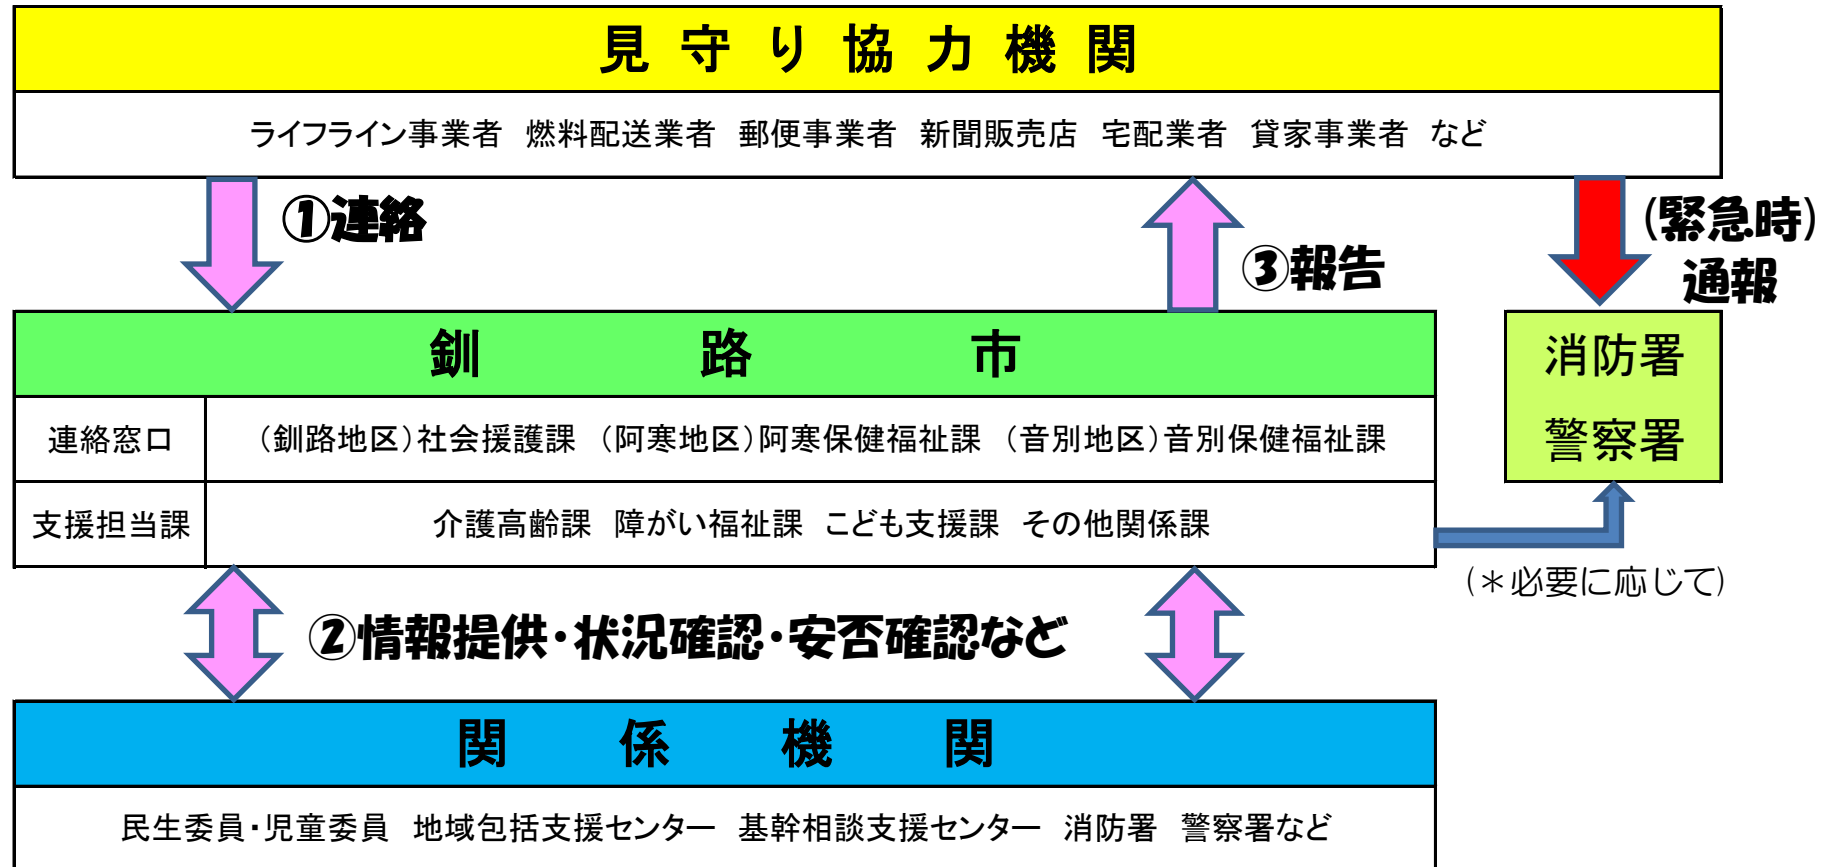 見守り協力機関
ライフライン事業者 燃料配送業者 郵便事業者 新聞販売店 宅配業者 貸家事業者 など
①連絡
③報告
(緊急時)
通報
釧路市
連絡窓口 (釧路地区)社会援護課 (阿寒地区)阿寒保健福祉課 (音別地区)音別保健福祉課
支援担当課 介護高齢課 障がい福祉課 こども支援課 その他関係課
消防署
警察署
(＊必要に応じて)
②情報提供・状況確認・安否確認など
関係機関
民生委員・児童委員 地域包括支援センター 基幹相談支援センター 消防署 警察署など